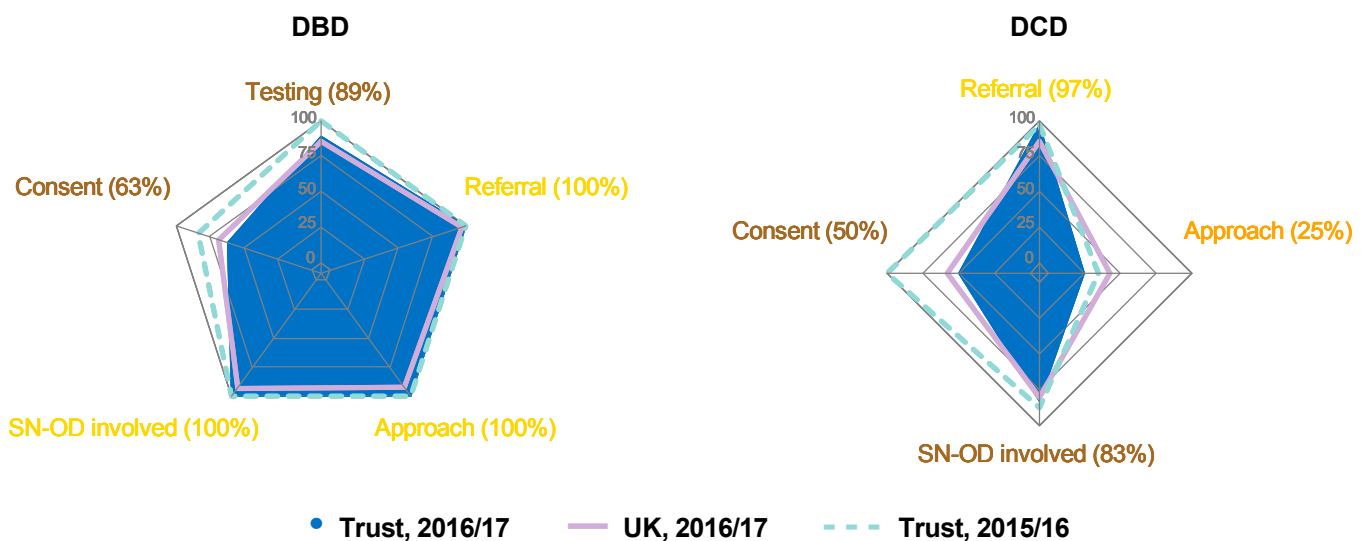 DBD
Testing (89%)
100
75
50
25
0
Consent (63%)
Referral (100%)
SN-OD involved (100%)
Approach (100%)
DCD
Referral (97%)
100
75
50
25
0
Consent (50%)
Approach (25%)
SN-OD involved (83%)
Trust, 2016/17
UK, 2016/17
Trust, 2015/16